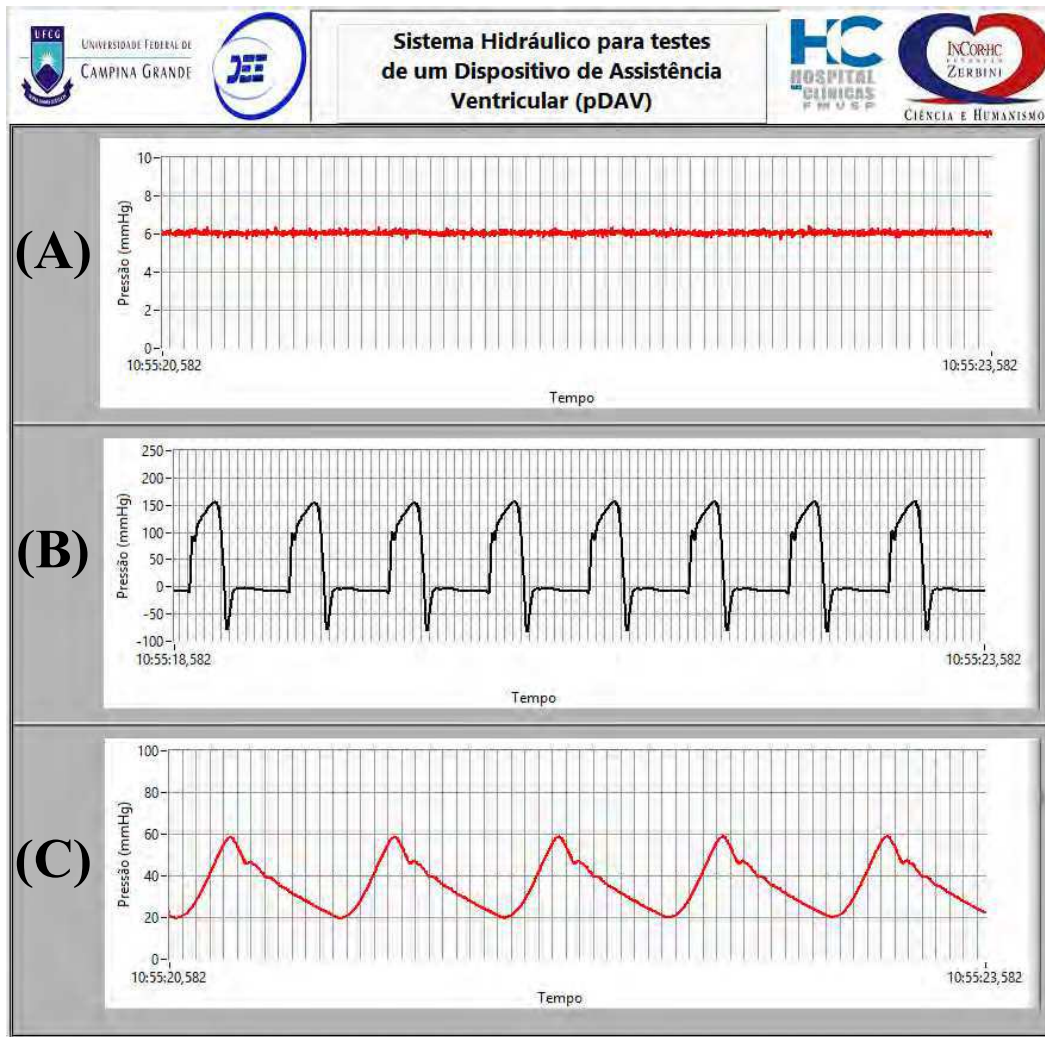 UFCG
UNIVERSIDADE FEDERAL DE
CAMPINA GRANDE
DEE
Sistema Hidráulico para testes
de um Dispositivo de Assistência
Ventricular (pDAV)
HC
HOSPITAL
DAS CLÍNICAS
FMUSP
INCOR·HC
FUNDAÇÃO
ZERBINI
CIÊNCIA E HUMANISMO
(A)
Pressão (mmHg)
10
8
6
4
2
0
10:55:20,582
10:55:23,582
Tempo
(B)
Pressão (mmHg)
250
200
150
100
50
0
-50
-100
10:55:18,582
10:55:23,582
Tempo
(C)
Pressão (mmHg)
100
80
60
40
20
0
10:55:20,582
10:55:23,582
Tempo